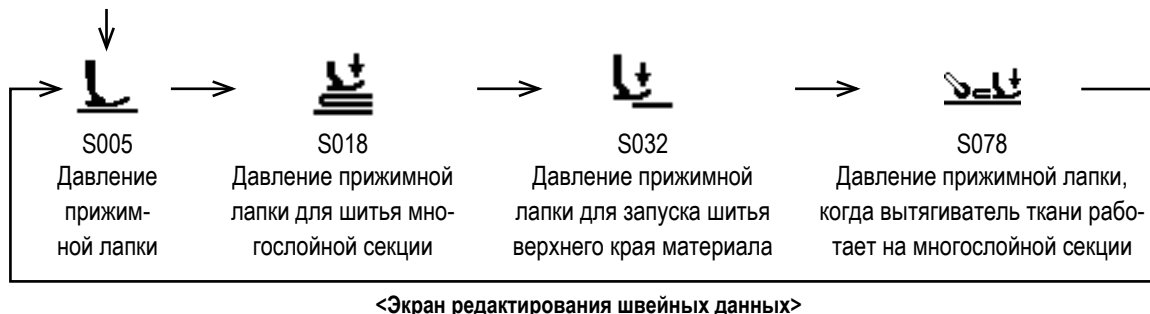 S005
Давление
прижим-
ной лапки
S018
Давление прижимной
лапки для шитья мно-
гослойной секции
S032
Давление прижимной
лапки для запуска шитья
верхнего края материала
S078
Давление прижимной лапки,
когда вытягиватель ткани рабо-
тает на многослойной секции
<Экран редактирования швейных данных>